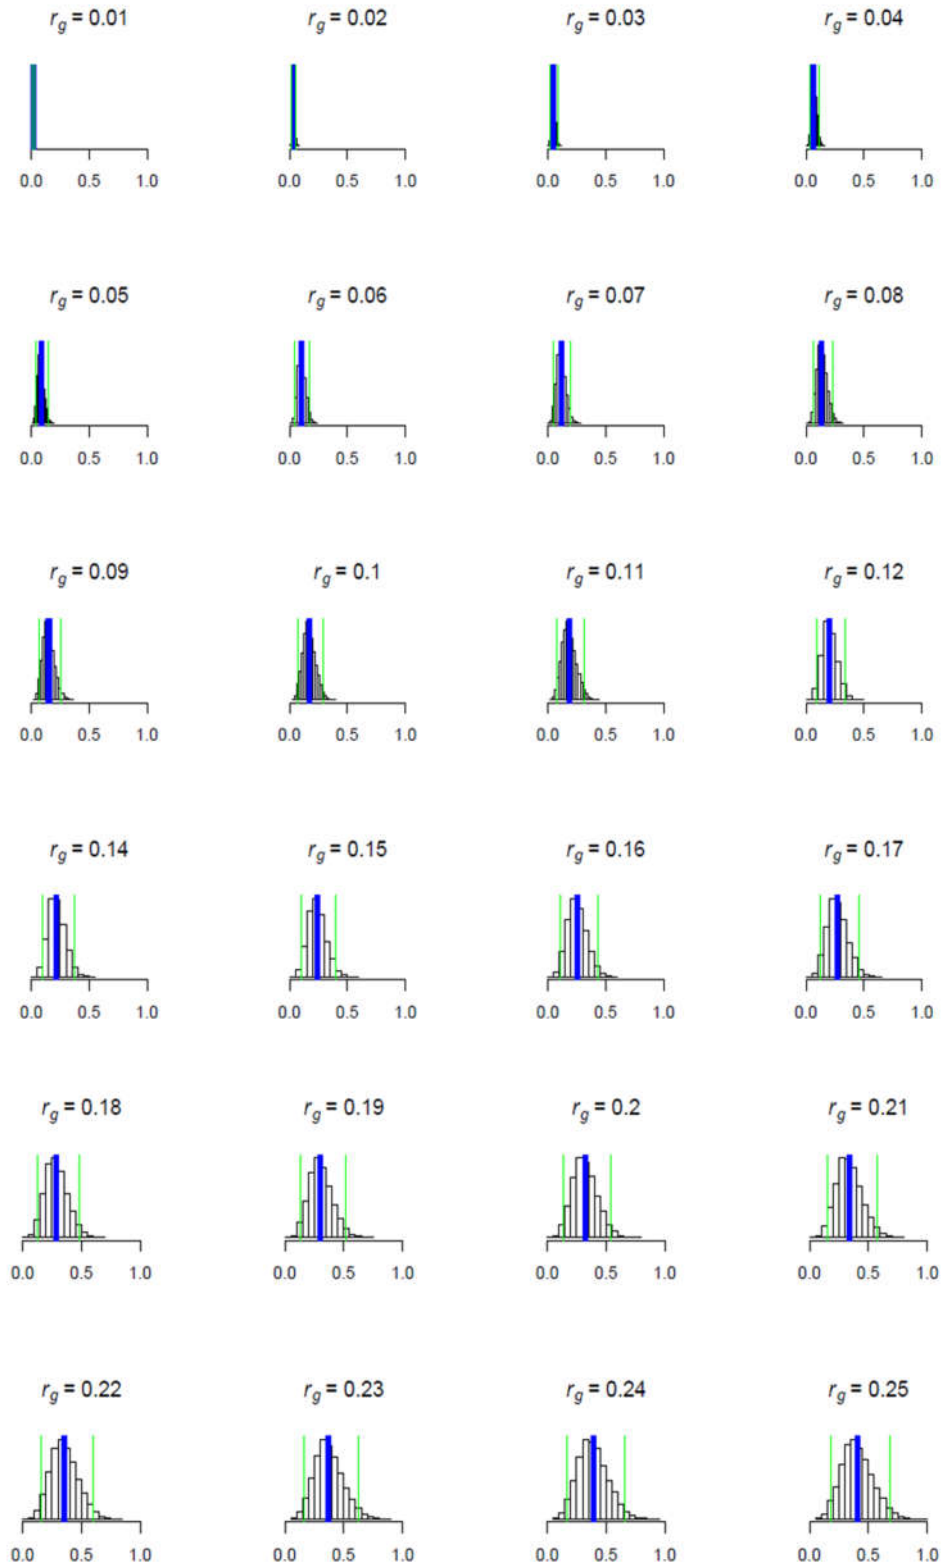 r_g = 0.01 r_g = 0.02 r_g = 0.03 r_g = 0.04
0.0 0.5 1.0 0.0 0.5 1.0 0.0 0.5 1.0 0.0 0.5 1.0
r_g = 0.05 r_g = 0.06 r_g = 0.07 r_g = 0.08
0.0 0.5 1.0 0.0 0.5 1.0 0.0 0.5 1.0 0.0 0.5 1.0
r_g = 0.09 r_g = 0.1 r_g = 0.11 r_g = 0.12
0.0 0.5 1.0 0.0 0.5 1.0 0.0 0.5 1.0 0.0 0.5 1.0
r_g = 0.14 r_g = 0.15 r_g = 0.16 r_g = 0.17
0.0 0.5 1.0 0.0 0.5 1.0 0.0 0.5 1.0 0.0 0.5 1.0
r_g = 0.18 r_g = 0.19 r_g = 0.2 r_g = 0.21
0.0 0.5 1.0 0.0 0.5 1.0 0.0 0.5 1.0 0.0 0.5 1.0
r_g = 0.22 r_g = 0.23 r_g = 0.24 r_g = 0.25
0.0 0.5 1.0 0.0 0.5 1.0 0.0 0.5 1.0 0.0 0.5 1.0